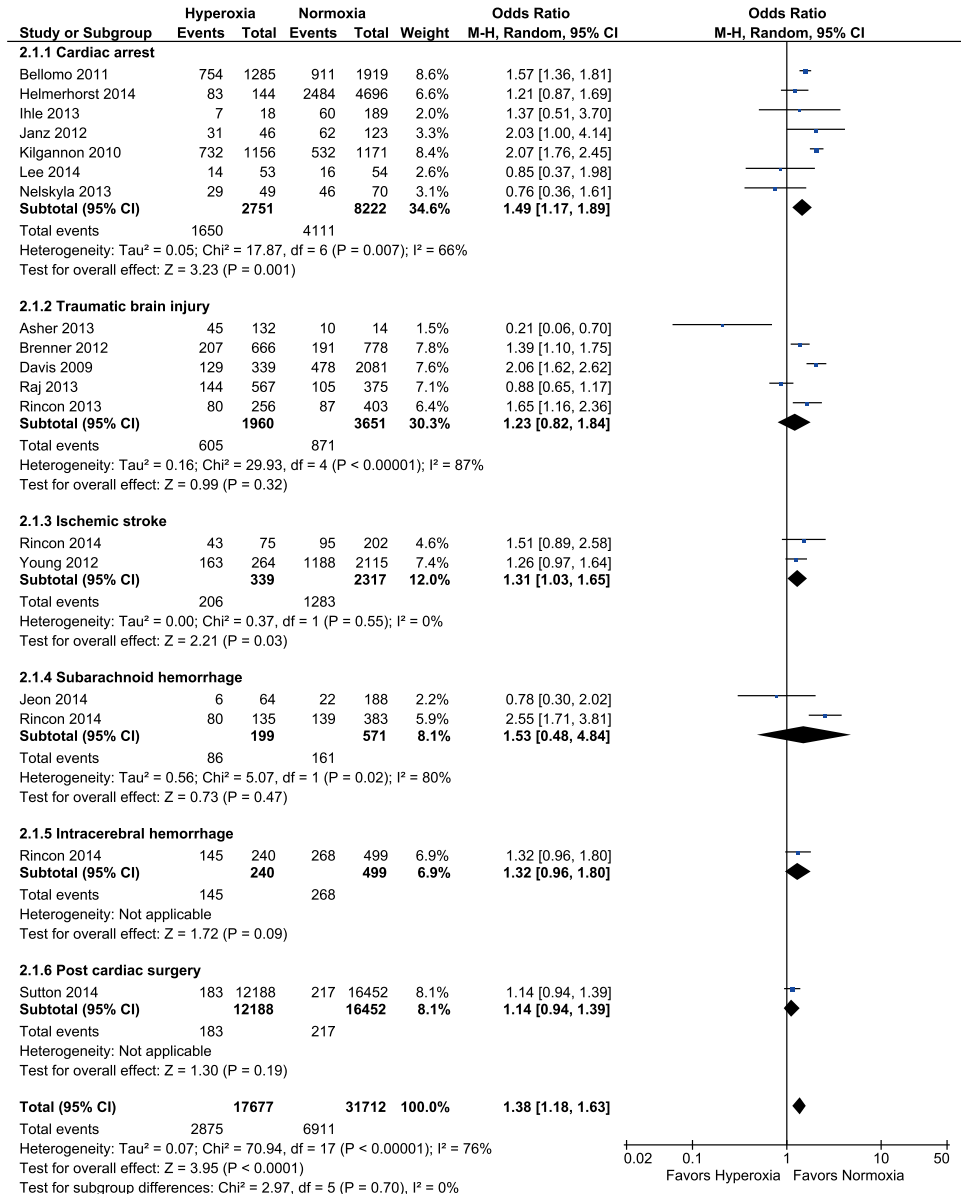 Hyperoxia Normoxia Odds Ratio Odds Ratio
Study or Subgroup Events Total Events Total Weight M-H, Random, 95% CI M-H, Random, 95% CI
2.1.1 Cardiac arrest
Bellomo 2011 754 1285 911 1919 8.6% 1.57 [1.36, 1.81]
Helmerhorst 2014 83 144 2484 4696 6.6% 1.21 [0.87, 1.69]
Ihle 2013 7 18 60 189 2.0% 1.37 [0.51, 3.70]
Janz 2012 31 46 62 123 3.3% 2.03 [1.00, 4.14]
Kilgannon 2010 732 1156 532 1171 8.4% 2.07 [1.76, 2.45]
Lee 2014 14 53 16 54 2.6% 0.85 [0.37, 1.98]
Nelskyla 2013 29 49 46 70 3.1% 0.76 [0.36, 1.61]
Subtotal (95% CI) 2751 8222 34.6% 1.49 [1.17, 1.89]
Total events 1650 4111
Heterogeneity: Tau² = 0.05; Chi² = 17.87, df = 6 (P = 0.007); I² = 66%
Test for overall effect: Z = 3.23 (P = 0.001)
2.1.2 Traumatic brain injury
Asher 2013 45 132 10 14 1.5% 0.21 [0.06, 0.70]
Brenner 2012 207 666 191 778 7.8% 1.39 [1.10, 1.75]
Davis 2009 129 339 478 2081 7.6% 2.06 [1.62, 2.62]
Raj 2013 144 567 105 375 7.1% 0.88 [0.65, 1.17]
Rincon 2013 80 256 87 403 6.4% 1.65 [1.16, 2.36]
Subtotal (95% CI) 1960 3651 30.3% 1.23 [0.82, 1.84]
Total events 605 871
Heterogeneity: Tau² = 0.16; Chi² = 29.93, df = 4 (P < 0.00001); I² = 87%
Test for overall effect: Z = 0.99 (P = 0.32)
2.1.3 Ischemic stroke
Rincon 2014 43 75 95 202 4.6% 1.51 [0.89, 2.58]
Young 2012 163 264 1188 2115 7.4% 1.26 [0.97, 1.64]
Subtotal (95% CI) 339 2317 12.0% 1.31 [1.03, 1.65]
Total events 206 1283
Heterogeneity: Tau² = 0.00; Chi² = 0.37, df = 1 (P = 0.55); I² = 0%
Test for overall effect: Z = 2.21 (P = 0.03)
2.1.4 Subarachnoid hemorrhage
Jeon 2014 6 64 22 188 2.2% 0.78 [0.30, 2.02]
Rincon 2014 80 135 139 383 5.9% 2.55 [1.71, 3.81]
Subtotal (95% CI) 199 571 8.1% 1.53 [0.48, 4.84]
Total events 86 161
Heterogeneity: Tau² = 0.56; Chi² = 5.07, df = 1 (P = 0.02); I² = 80%
Test for overall effect: Z = 0.73 (P = 0.47)
2.1.5 Intracerebral hemorrhage
Rincon 2014 145 240 268 499 6.9% 1.32 [0.96, 1.80]
Subtotal (95% CI) 240 499 6.9% 1.32 [0.96, 1.80]
Total events 145 268
Heterogeneity: Not applicable
Test for overall effect: Z = 1.72 (P = 0.09)
2.1.6 Post cardiac surgery
Sutton 2014 183 12188 217 16452 8.1% 1.14 [0.94, 1.39]
Subtotal (95% CI) 12188 16452 8.1% 1.14 [0.94, 1.39]
Total events 183 217
Heterogeneity: Not applicable
Test for overall effect: Z = 1.30 (P = 0.19)
Total (95% CI) 17677 31712 100.0% 1.38 [1.18, 1.63]
Total events 2875 6911
Heterogeneity: Tau² = 0.07; Chi² = 70.94, df = 17 (P < 0.00001); I² = 76%
Test for overall effect: Z = 3.95 (P < 0.0001)
Test for subgroup differences: Chi² = 2.97, df = 5 (P = 0.70), I² = 0%
0.02 0.1 1 10 50
Favors Hyperoxia Favors Normoxia